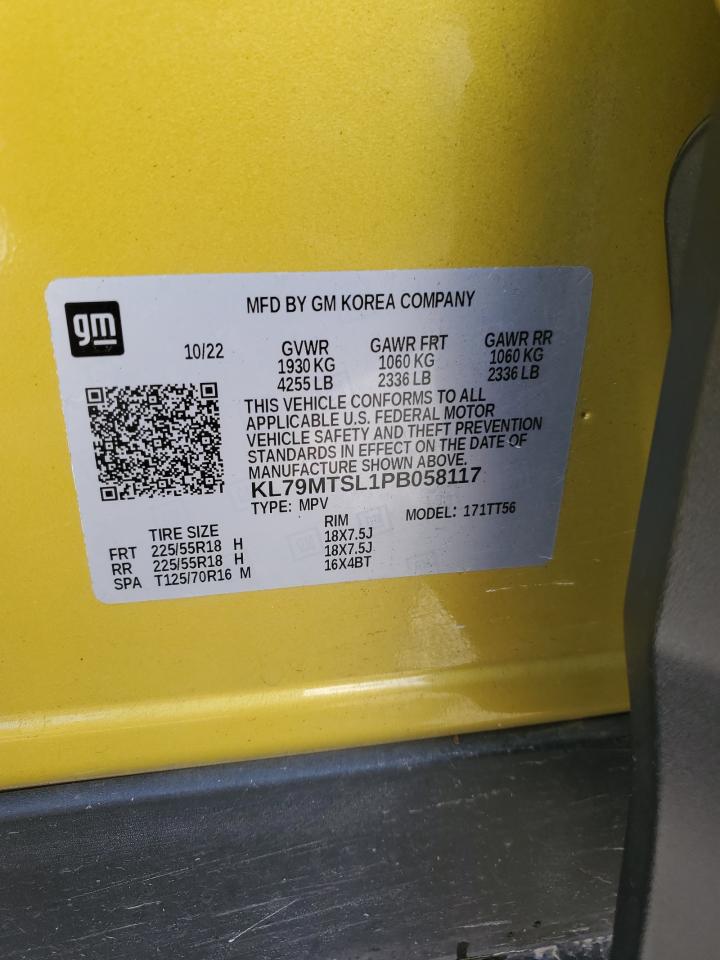 gm
MFD BY GM KOREA COMPANY
10/22
GVWR
1930 KG
4255 LB
GAWR FRT
1060 KG
2336 LB
GAWR RR
1060 KG
2336 LB
THIS VEHICLE CONFORMS TO ALL
APPLICABLE U.S. FEDERAL MOTOR
VEHICLE SAFETY AND THEFT PREVENTION
STANDARDS IN EFFECT ON THE DATE OF
MANUFACTURE SHOWN ABOVE.
KL79MTSL1PB058117
TYPE: MPV
MODEL: 171TT56
TIRE SIZE
RIM
FRT 225/55R18 H 18X7.5J
RR 225/55R18 H 18X7.5J
SPA T125/70R16 M 16X4BT